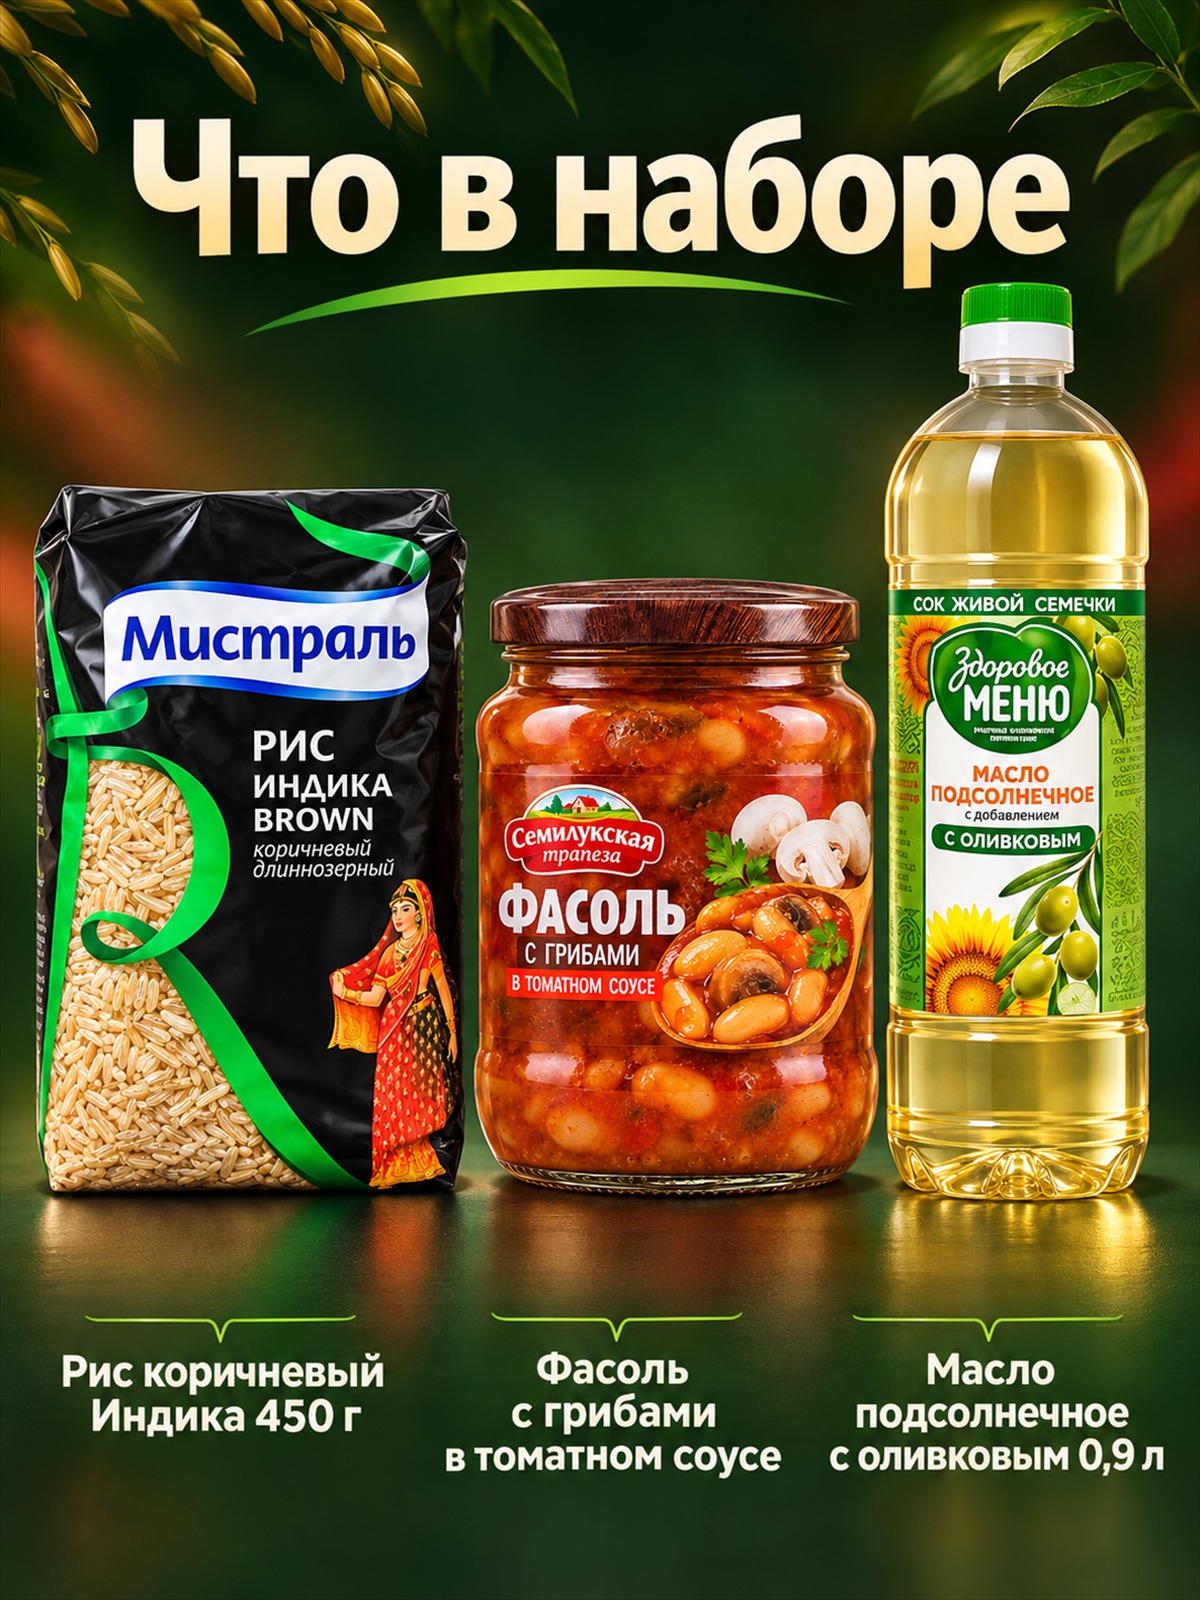 Что в наборе
Мистраль
РИС
ИНДИКА
BROWN
коричневый
длиннозерный
Семилукская
трапеза
ФАСОЛЬ
С ГРИБАМИ
В ТОМАТНОМ СОУСЕ
СОК ЖИВОЙ СЕМЕЧКИ
Здоровое
МЕНЮ
МАСЛО
ПОДСОЛНЕЧНОЕ
с добавлением
С ОЛИВКОВЫМ
Рис коричневый
Индика 450 г
Фасоль
с грибами
в томатном соусе
Масло
подсолнечное
с оливковым 0,9 л